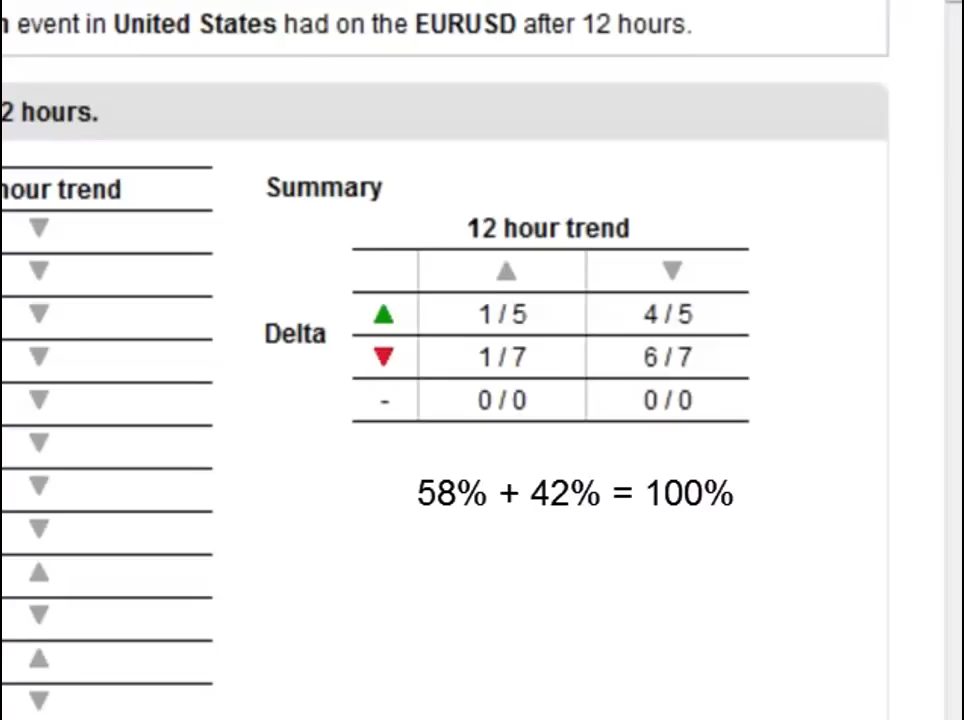 event in United States had on the EURUSD after 12 hours.
2 hours.
hour trend
Summary
12 hour trend
▲ ▼
Delta
▲ 1 / 5 4 / 5
▼ 1 / 7 6 / 7
- 0 / 0 0 / 0
58% + 42% = 100%